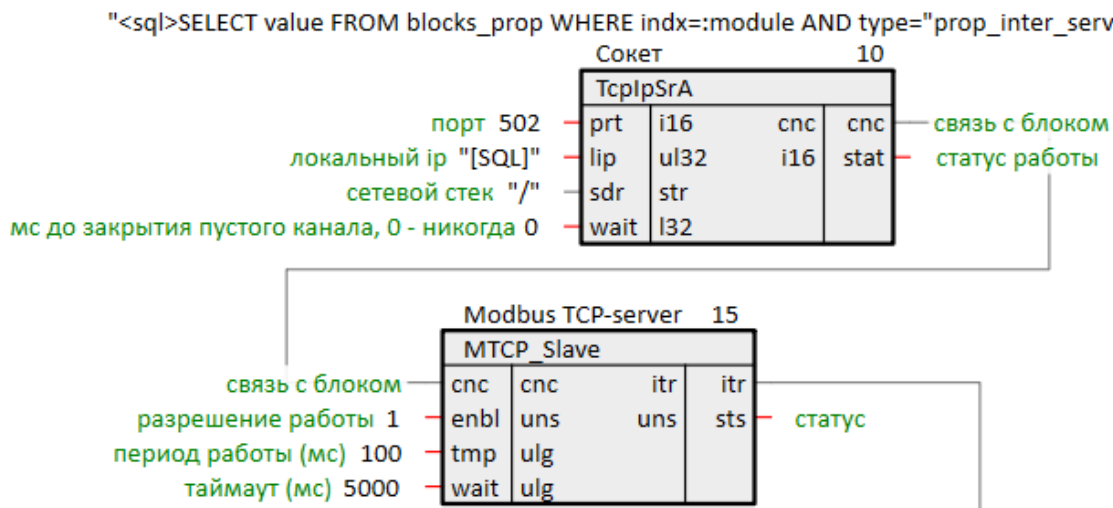 "<sql>SELECT value FROM blocks_prop WHERE indx=:module AND type="prop_inter_serv
Сокет 10
TcpIpSrA
порт 502 prt i16 cnc cnc связь с блоком
локальный ip "[SQL]" lip ul32 i16 stat статус работы
сетевой стек "/" sdr str
мс до закрытия пустого канала, 0 - никогда 0 wait l32
Modbus TCP-server 15
MTCP_Slave
связь с блоком cnc cnc itr itr
разрешение работы 1 enbl uns uns sts статус
период работы (мс) 100 tmp ulg
таймаут (мс) 5000 wait ulg